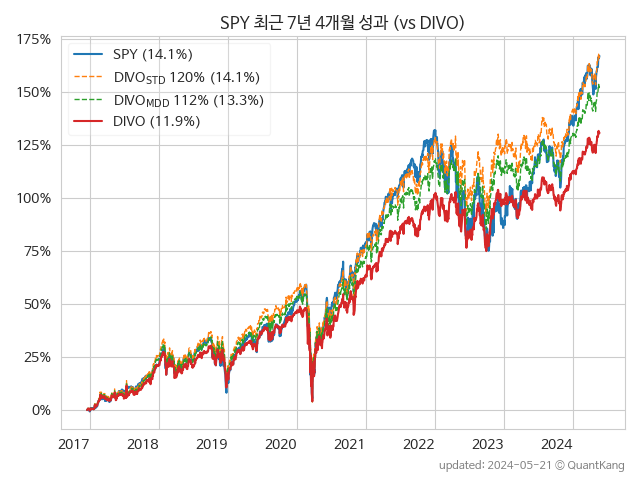 SPY 최근 7년 4개월 성과 (vs DIVO)
SPY (14.1%)
DIVO_STD 120% (14.1%)
DIVO_MDD 112% (13.3%)
DIVO (11.9%)
175%
150%
125%
100%
75%
50%
25%
0%
2017 2018 2019 2020 2021 2022 2023 2024
updated: 2024-05-21 © QuantKang